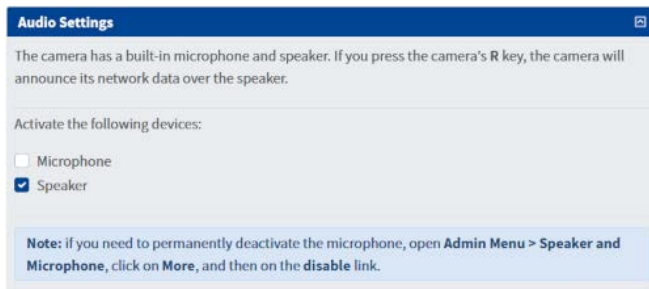 Audio Settings
The camera has a built-in microphone and speaker. If you press the camera's R key, the camera will
announce its network data over the speaker.
Activate the following devices:
Microphone
Speaker
Note: if you need to permanently deactivate the microphone, open Admin Menu > Speaker and
Microphone, click on More, and then on the disable link.